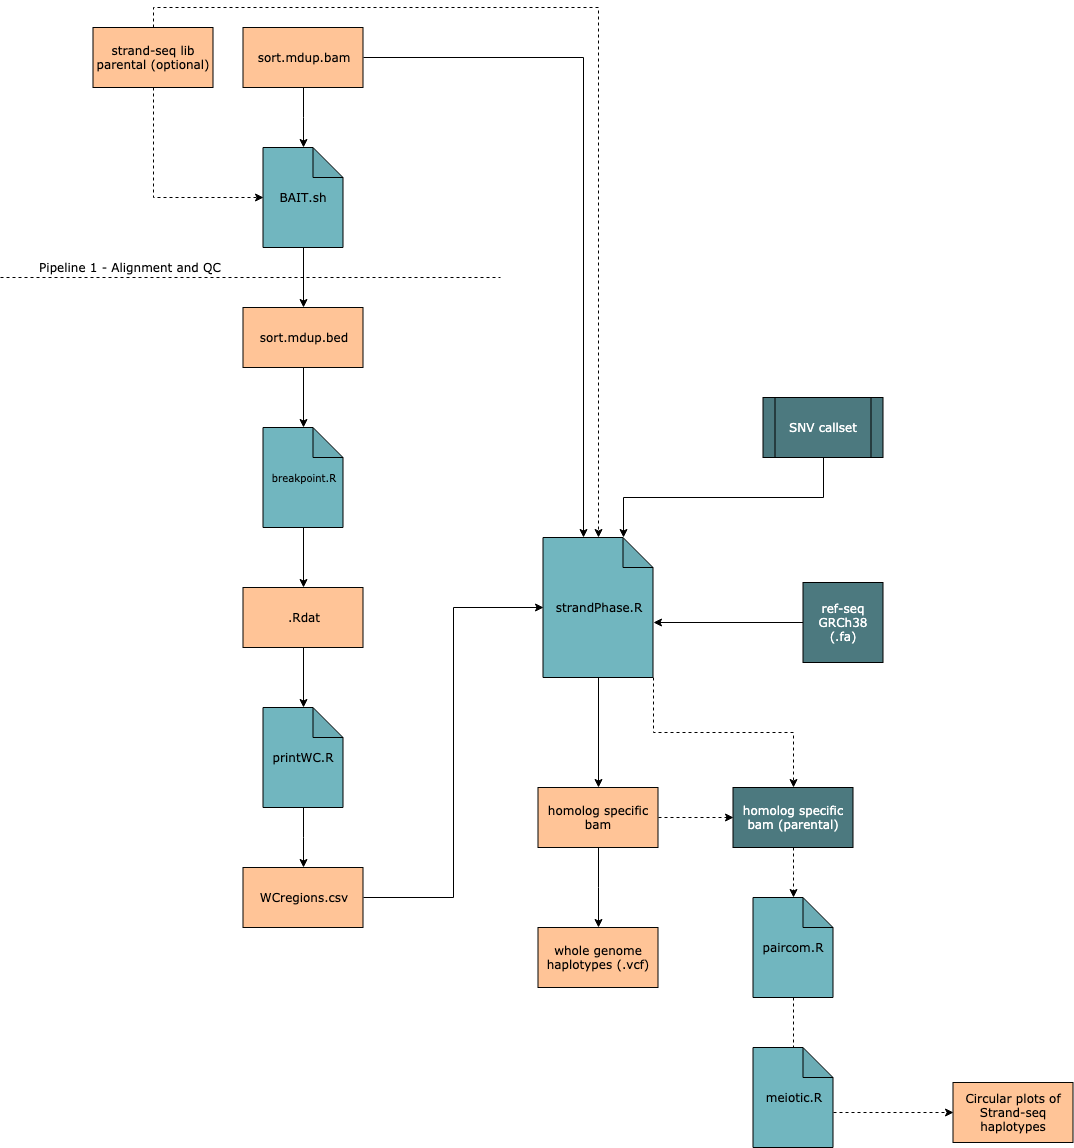 strand-seq lib
parental (optional)
sort.mdup.bam
BAIT.sh
Pipeline 1 - Alignment and QC
sort.mdup.bed
SNV callset
breakpoint.R
strandPhase.R
ref-seq
GRCh38
(.fa)
.Rdat
printWC.R
homolog specific
bam
homolog specific
bam (parental)
WCregions.csv
whole genome
haplotypes (.vcf)
paircom.R
meiotic.R
Circular plots of
Strand-seq
haplotypes